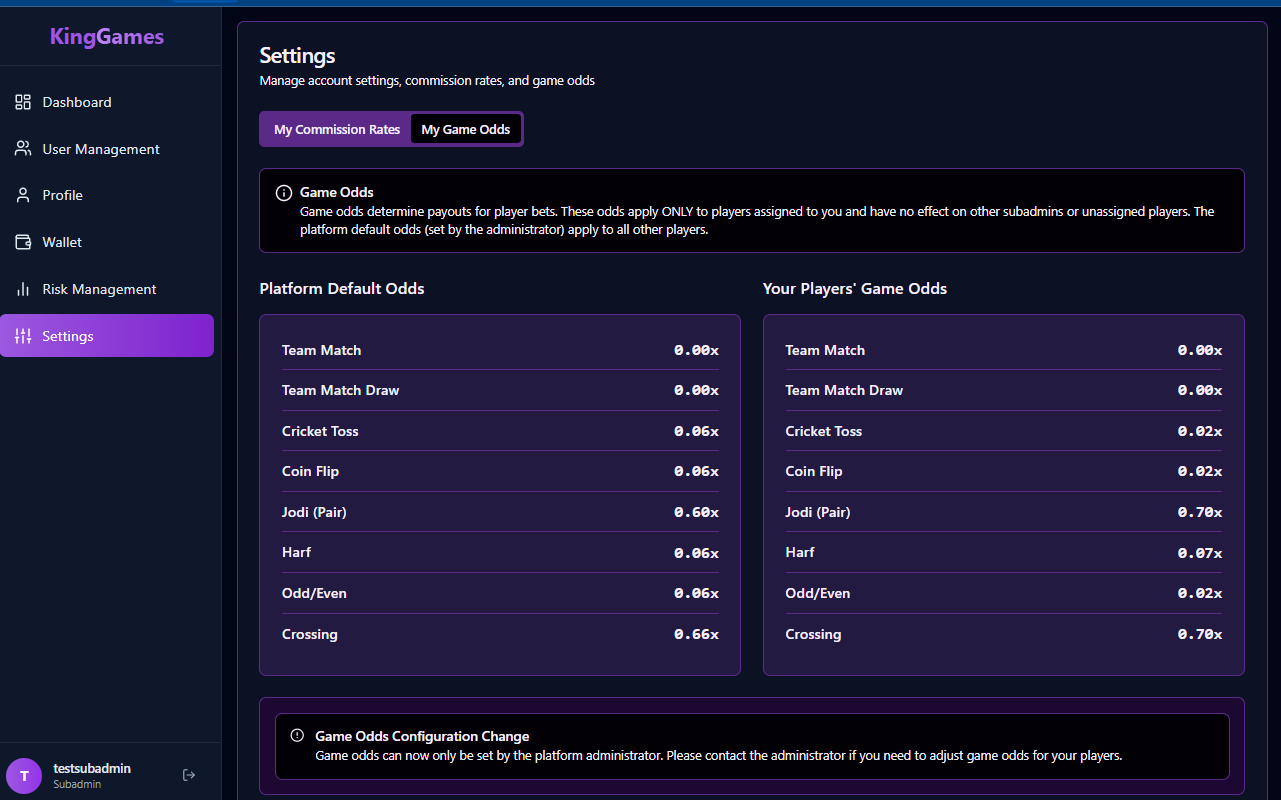 KingGames
Dashboard
User Management
Profile
Wallet
Risk Management
Settings
T
testsubadmin
Subadmin
Settings
Manage account settings, commission rates, and game odds
My Commission Rates
My Game Odds
Game Odds
Game odds determine payouts for player bets. These odds apply ONLY to players assigned to you and have no effect on other subadmins or unassigned players. The
platform default odds (set by the administrator) apply to all other players.
Platform Default Odds
Team Match 0.00x
Team Match Draw 0.00x
Cricket Toss 0.06x
Coin Flip 0.06x
Jodi (Pair) 0.60x
Harf 0.06x
Odd/Even 0.06x
Crossing 0.66x
Your Players' Game Odds
Team Match 0.00x
Team Match Draw 0.00x
Cricket Toss 0.02x
Coin Flip 0.02x
Jodi (Pair) 0.70x
Harf 0.07x
Odd/Even 0.02x
Crossing 0.70x
Game Odds Configuration Change
Game odds can now only be set by the platform administrator. Please contact the administrator if you need to adjust game odds for your players.